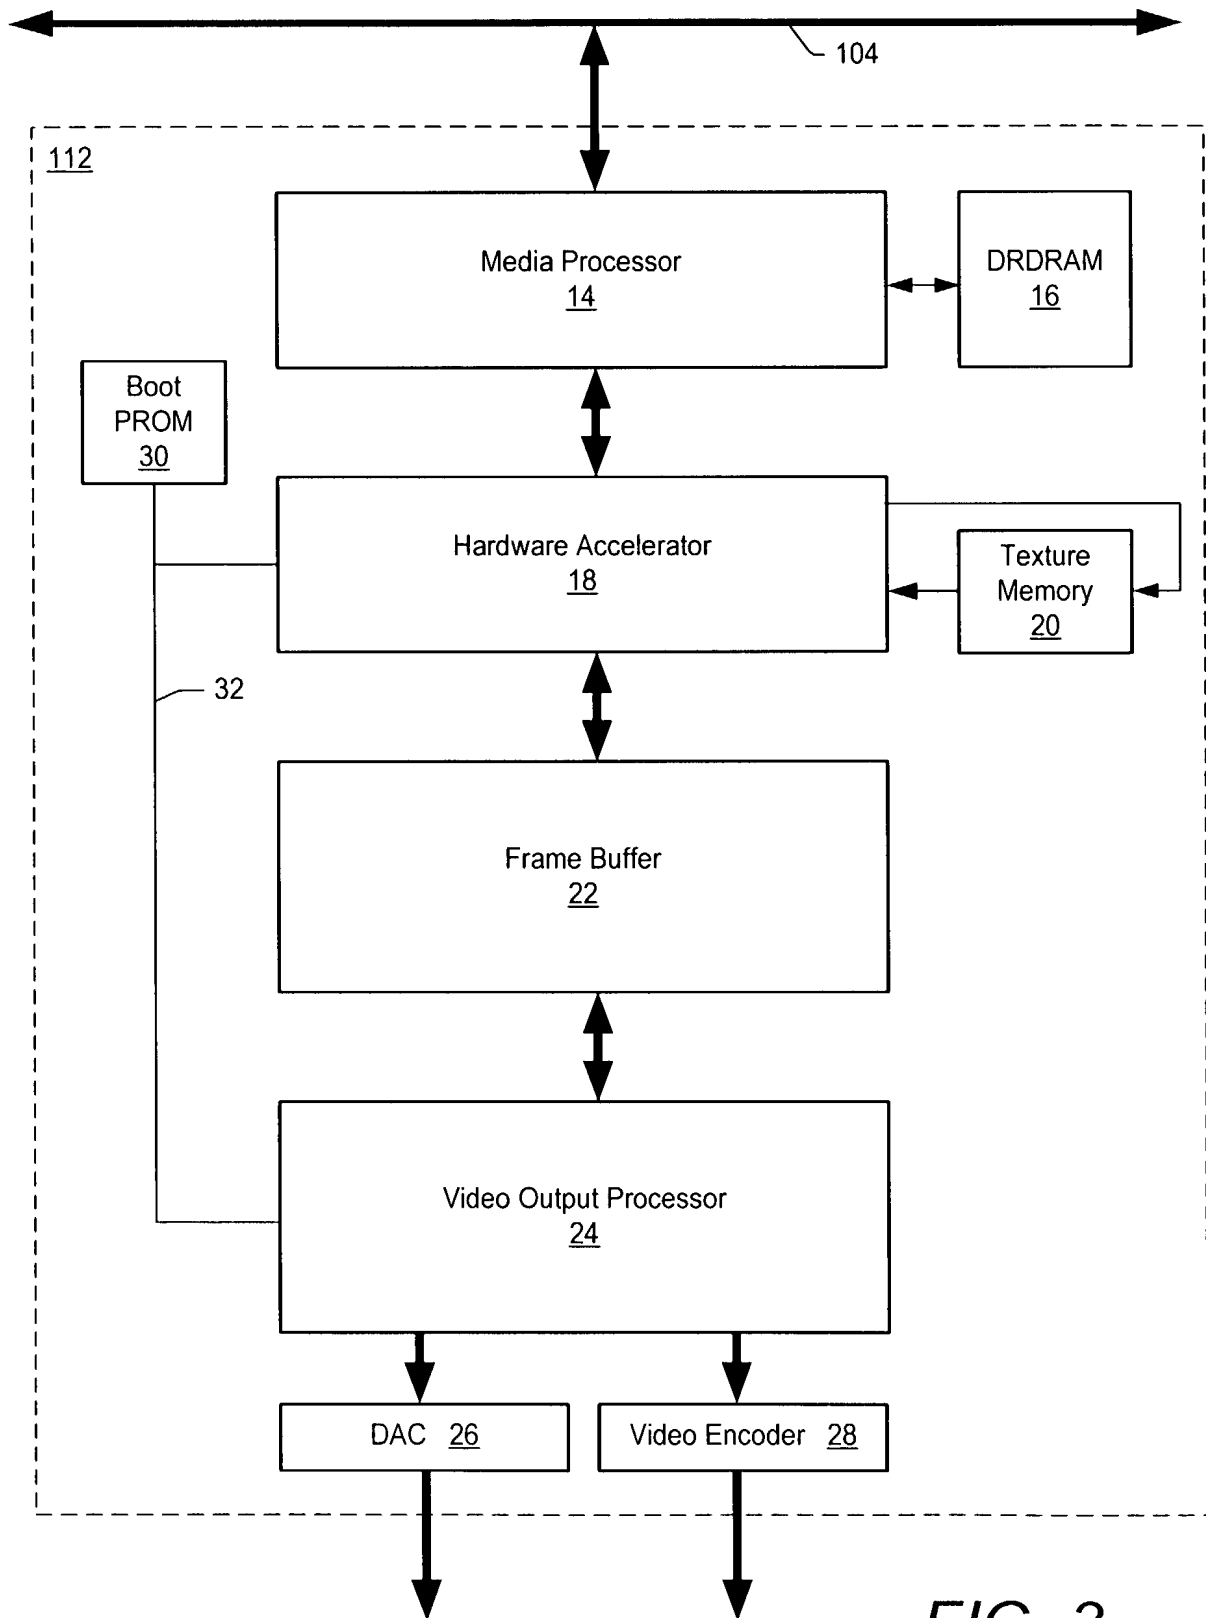 104
112
Media Processor
14
DRDRAM
16
Boot
PROM
30
Hardware Accelerator
18
Texture
Memory
20
32
Frame Buffer
22
Video Output Processor
24
DAC 26
Video Encoder 28